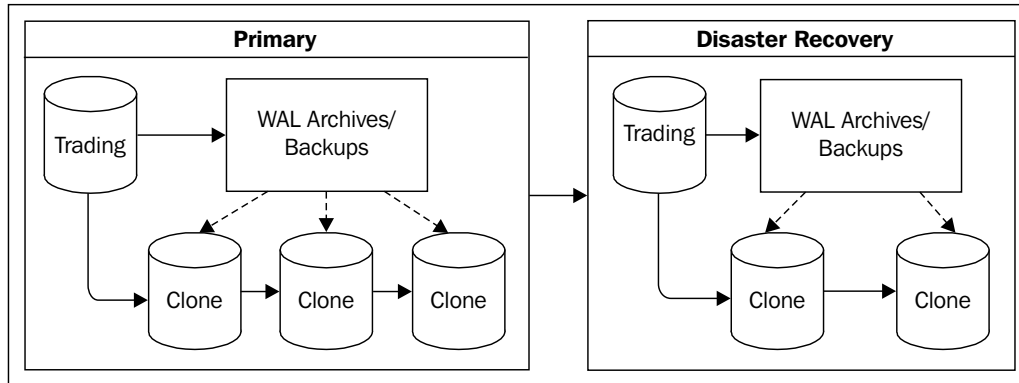 Primary
Trading
WAL Archives/
Backups
Clone
Clone
Clone
Disaster Recovery
Trading
WAL Archives/
Backups
Clone
Clone